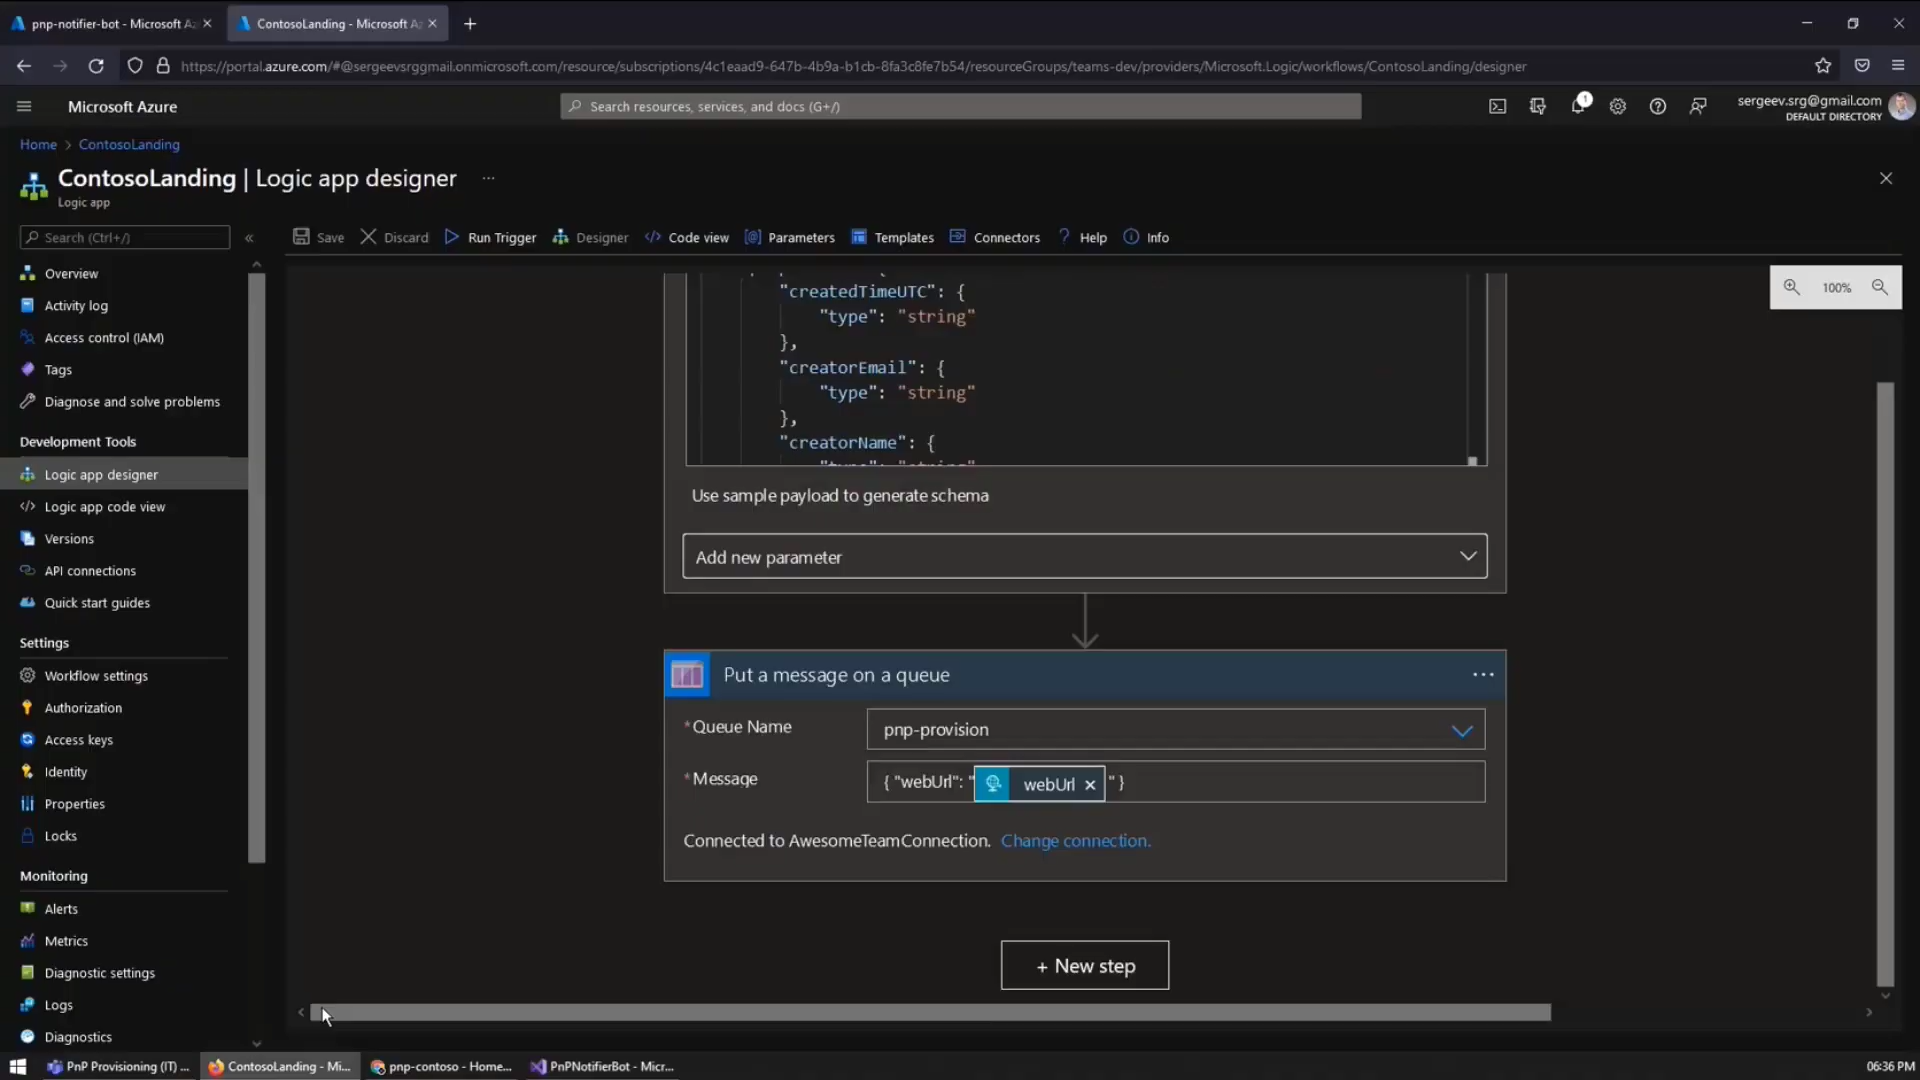 pnp-notifier-bot - Microsoft Az
ContosoLanding - Microsoft Az
https://portal.azure.com/#@sergeevsrggmail.onmicrosoft.com/resource/subscriptions/4c1eaad9-647b-4b9a-b1cb-8fa3c8fe7b54/resourceGroups/teams-dev/providers/Microsoft.Logic/workflows/ContosoLanding/designer
Microsoft Azure
Search resources, services, and docs (G+/)
1
sergeev.srg@gmail.com
DEFAULT DIRECTORY
Home > ContosoLanding
ContosoLanding | Logic app designer ...
Logic app
Search (Ctrl+/)
«
Save
Discard
Run Trigger
Designer
Code view
Parameters
Templates
Connectors
Help
Info
Overview
Activity log
Access control (IAM)
Tags
Diagnose and solve problems
Development Tools
Logic app designer
Logic app code view
Versions
API connections
Quick start guides
Settings
Workflow settings
Authorization
Access keys
Identity
Properties
Locks
Monitoring
Alerts
Metrics
Diagnostic settings
Logs
Diagnostics
100%
"createdTimeUTC": {
"type": "string"
},
"creatorEmail": {
"type": "string"
},
"creatorName": {
"type": "string"
Use sample payload to generate schema
Add new parameter
Put a message on a queue
...
*Queue Name
pnp-provision
*Message
{ "webUrl": " webUrl × " }
Connected to AwesomeTeamConnection. Change connection.
+ New step
PnP Provisioning (IT) ...
ContosoLanding - Mi...
pnp-contoso - Home...
PnPNotifierBot - Micr...
06:36 PM